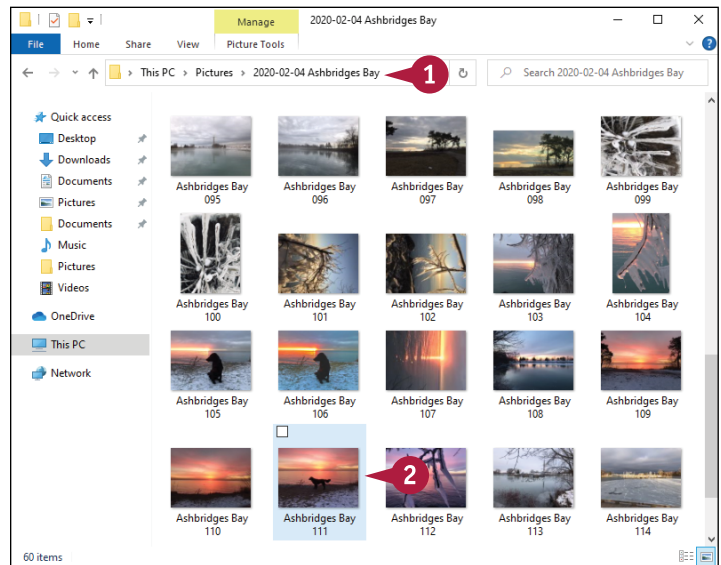 Manage 2020-02-04 Ashbridges Bay
File Home Share View Picture Tools
This PC Pictures 2020-02-04 Ashbridges Bay 1 Search 2020-02-04 Ashbridges Bay
Quick access
Desktop
Downloads
Documents
Pictures
Documents
Music
Pictures
Videos
OneDrive
This PC
Network
Ashbridges Bay
095
Ashbridges Bay
096
Ashbridges Bay
097
Ashbridges Bay
098
Ashbridges Bay
099
Ashbridges Bay
100
Ashbridges Bay
101
Ashbridges Bay
102
Ashbridges Bay
103
Ashbridges Bay
104
Ashbridges Bay
105
Ashbridges Bay
106
Ashbridges Bay
107
Ashbridges Bay
108
Ashbridges Bay
109
2
Ashbridges Bay
110
Ashbridges Bay
111
Ashbridges Bay
112
Ashbridges Bay
113
Ashbridges Bay
114
60 items